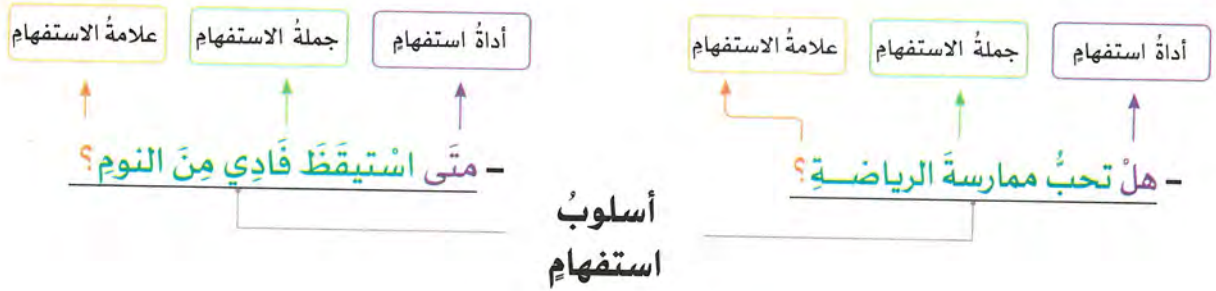 أداةُ استفهامٍ
جملةُ الاستفهامِ
علامةُ الاستفهامِ
– هلْ تحبُّ ممارسةَ الرياضــةِ؟
أداةُ استفهامٍ
جملةُ الاستفهامِ
علامةُ الاستفهامِ
– متَى اسْتيقَظَ فَادِي مِنَ النومِ؟
أسلوبُ
استفهامٍ